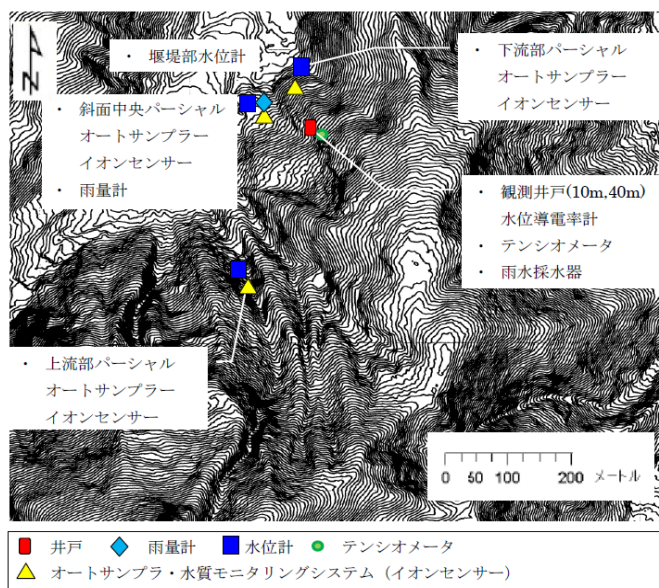 ・ 堰堤部水位計
・ 下流部パーシャル
オートサンプラー
イオンセンサー
・ 斜面中央パーシャル
オートサンプラー
イオンセンサー
・ 雨量計
・ 観測井戸(10m,40m)
水位導電率計
・ テンシオメータ
・ 雨水採水器
・ 上流部パーシャル
オートサンプラー
イオンセンサー
0 50 100 200 メートル
井戸 雨量計 水位計 テンシオメータ
オートサンプラ・水質モニタリングシステム（イオンセンサー）